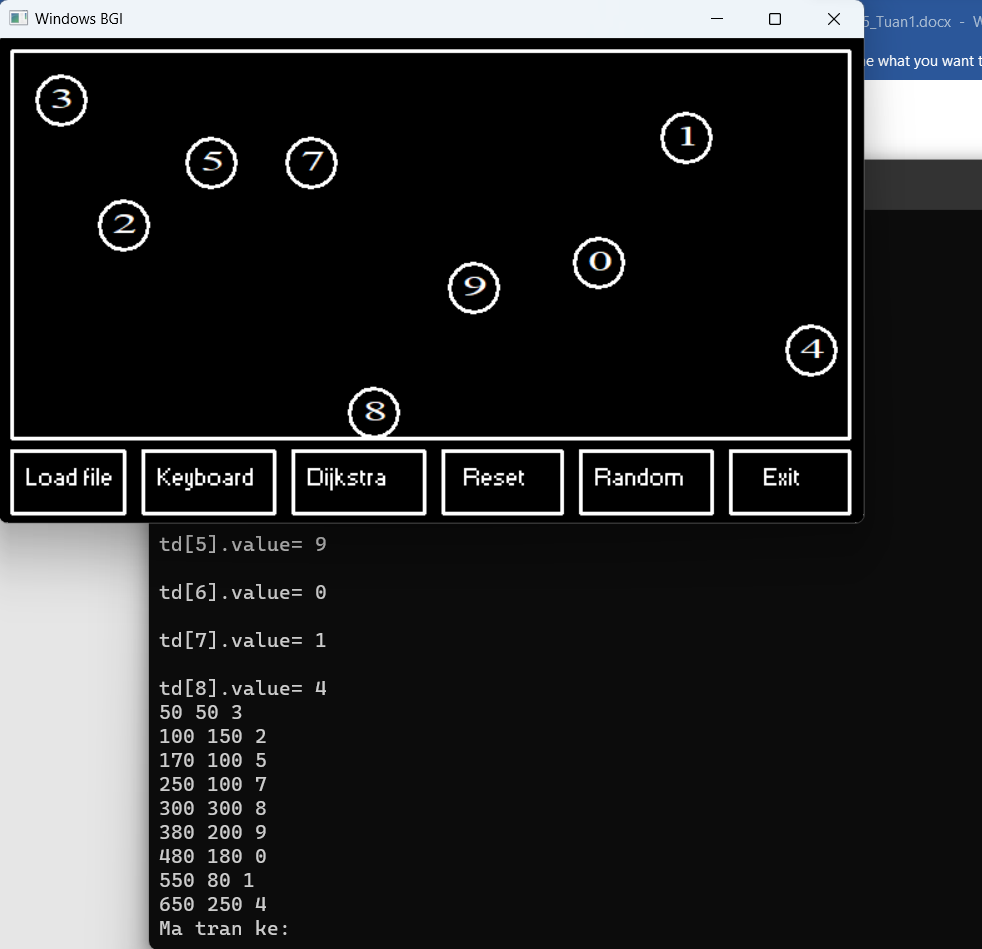 Windows BGI
5_Tuan1.docx - W
e what you want t
3
1
5 7
2
0
9
4
8
Load file Keyboard Dijkstra Reset Random Exit
td[5].value= 9
td[6].value= 0
td[7].value= 1
td[8].value= 4
50 50 3
100 150 2
170 100 5
250 100 7
300 300 8
380 200 9
480 180 0
550 80 1
650 250 4
Ma tran ke: